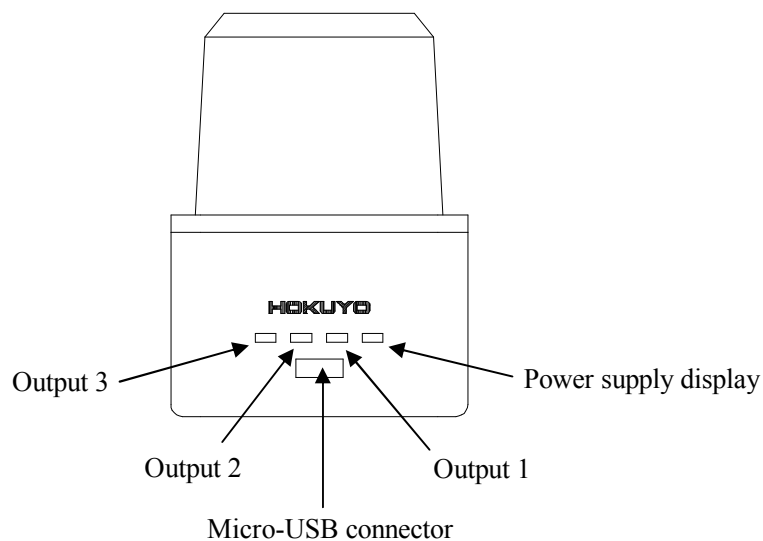 HOKUYO
Output 3
Power supply display
Output 2
Output 1
Micro-USB connector